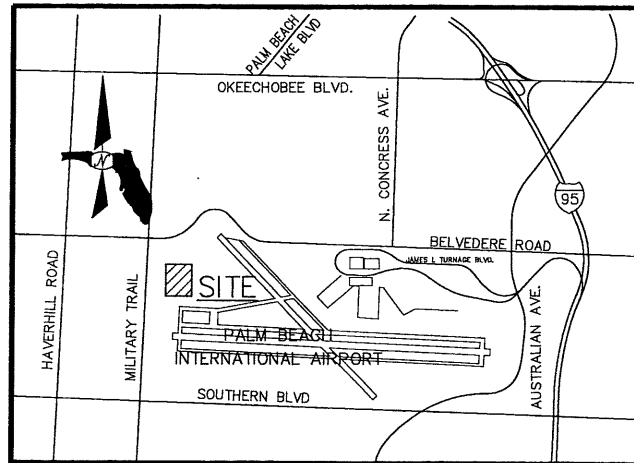 PALM BEACH
LAKE BLVD
OKEECHOBEE BLVD.
N. CONCRESS AVE.
N
95
BELVEDERE ROAD
JAMES L TURNAGE BLVD.
HAVERHILL ROAD
MILITARY TRAIL
SITE
PALM BEACH
INTERNATIONAL AIRPORT
AUSTRALIAN AVE.
SOUTHERN BLVD